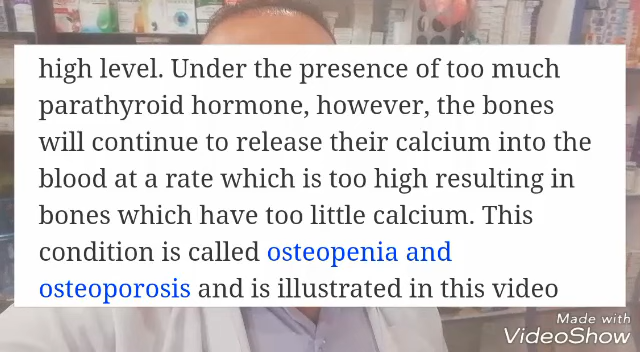 high level. Under the presence of too much
parathyroid hormone, however, the bones
will continue to release their calcium into the
blood at a rate which is too high resulting in
bones which have too little calcium. This
condition is called osteopenia and
osteoporosis and is illustrated in this video
Made with
VideoShow